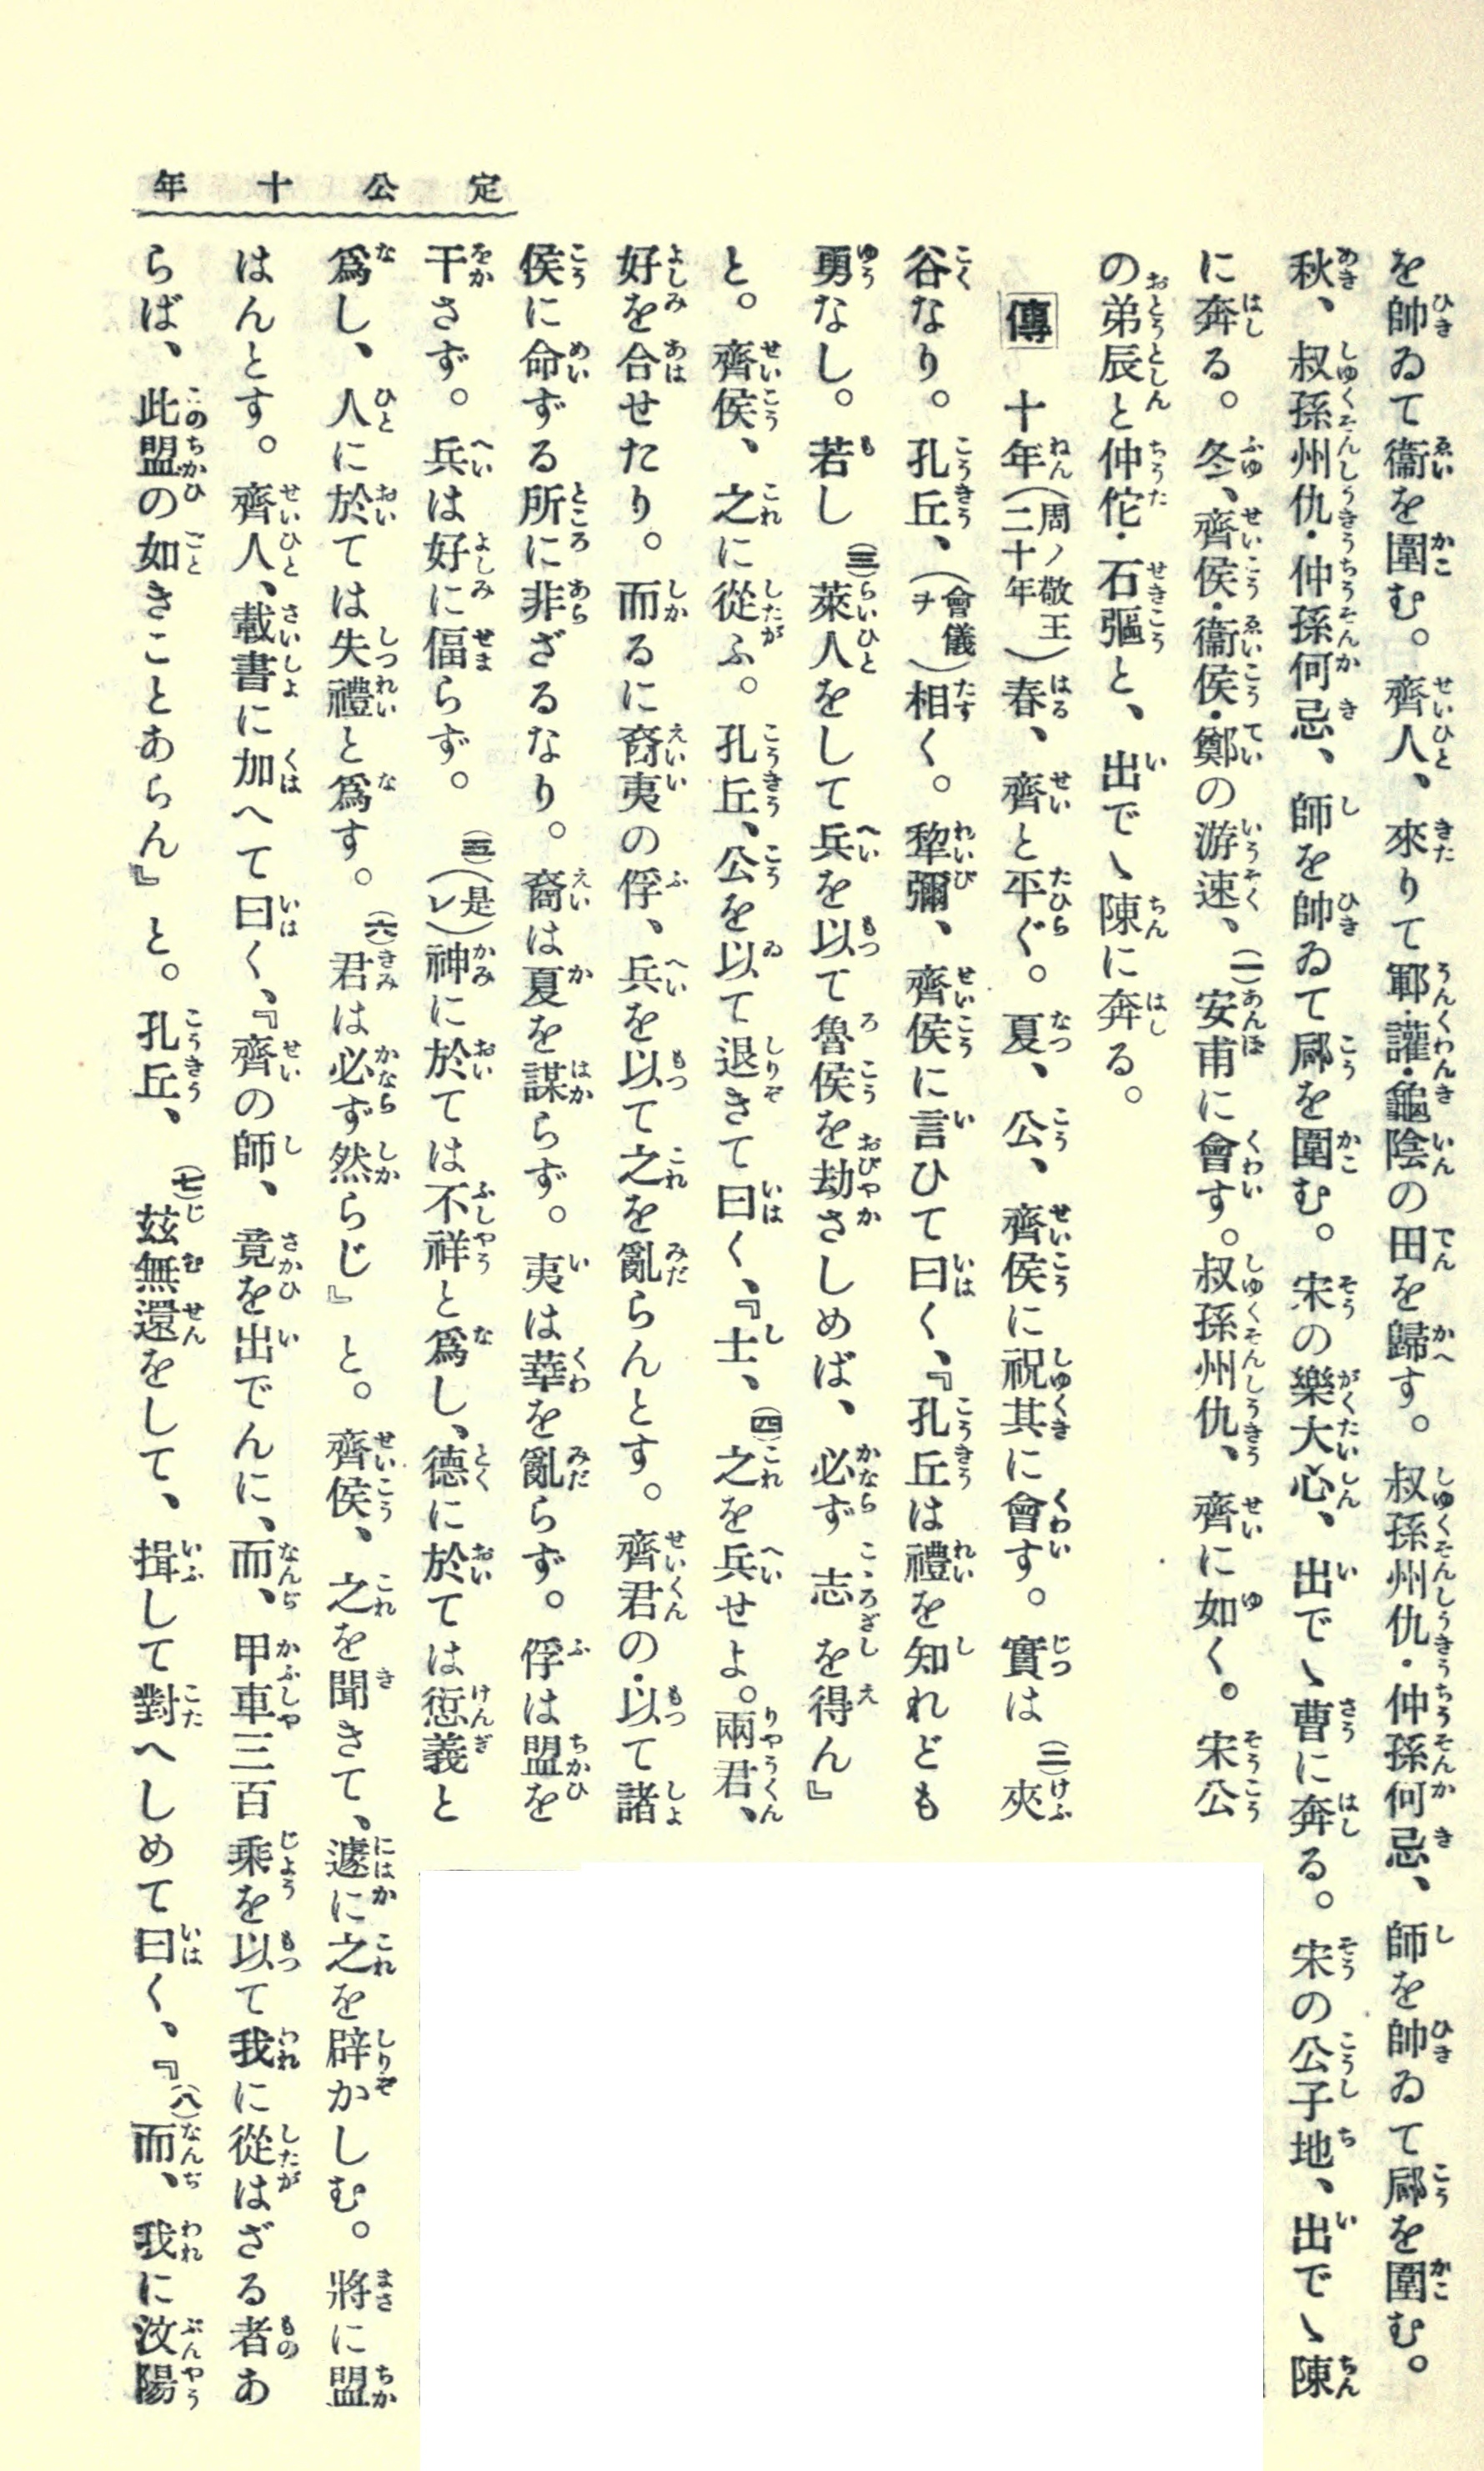 定公十年
を帥ゐて衞を圍む。齊人、來りて鄆・讙・龜陰の田を歸す。叔孫州仇・仲孫何忌、師を帥ゐて郈を圍む。
秋、叔孫州仇・仲孫何忌、師を帥ゐて郈を圍む。宋の樂大心、出でゝ曹に奔る。宋の公子地、出でゝ陳
に奔る。冬、齊侯・衞侯・鄭の游速、(一)安甫に會す。叔孫州仇、齊に如く。宋公
の弟辰と仲佗・石彄と、出でゝ陳に奔る。
傳 十年(周ノ敬王二十年)春、齊と平ぐ。夏、公、齊侯に祝其に會す。實は(二)夾
谷なり。孔丘、(會儀ヲ)相く。犂彌、齊侯に言ひて曰く、『孔丘は禮を知れども
勇なし。若し(三)萊人をして兵を以て魯侯を劫さしめば、必ず志を得ん』
と。齊侯、之に從ふ。孔丘、公を以て退きて曰く、『士、(四)之を兵せよ。兩君、
好を合せたり。而るに裔夷の俘、兵を以て之を亂らんとす。齊君の・以て諸
侯に命ずる所に非ざるなり。裔は夏を謀らず。夷は華を亂らず。俘は盟を
干さず。兵は好に偪らず。(五)(是レ)神に於ては不祥と爲し、德に於ては愆義と
爲し、人に於ては失禮と爲す。(六)君は必ず然らじ』と。齊侯、之を聞きて、遽に之を辟かしむ。將に盟
はんとす。齊人、載書に加へて曰く、『齊の師、竟を出でんに、而、甲車三百乘を以て我に從はざる者あ
らば、此盟の如きことあらん』と。孔丘、(七)茲無還をして、揖して對へしめて曰く、『(八)而、我に汶陽